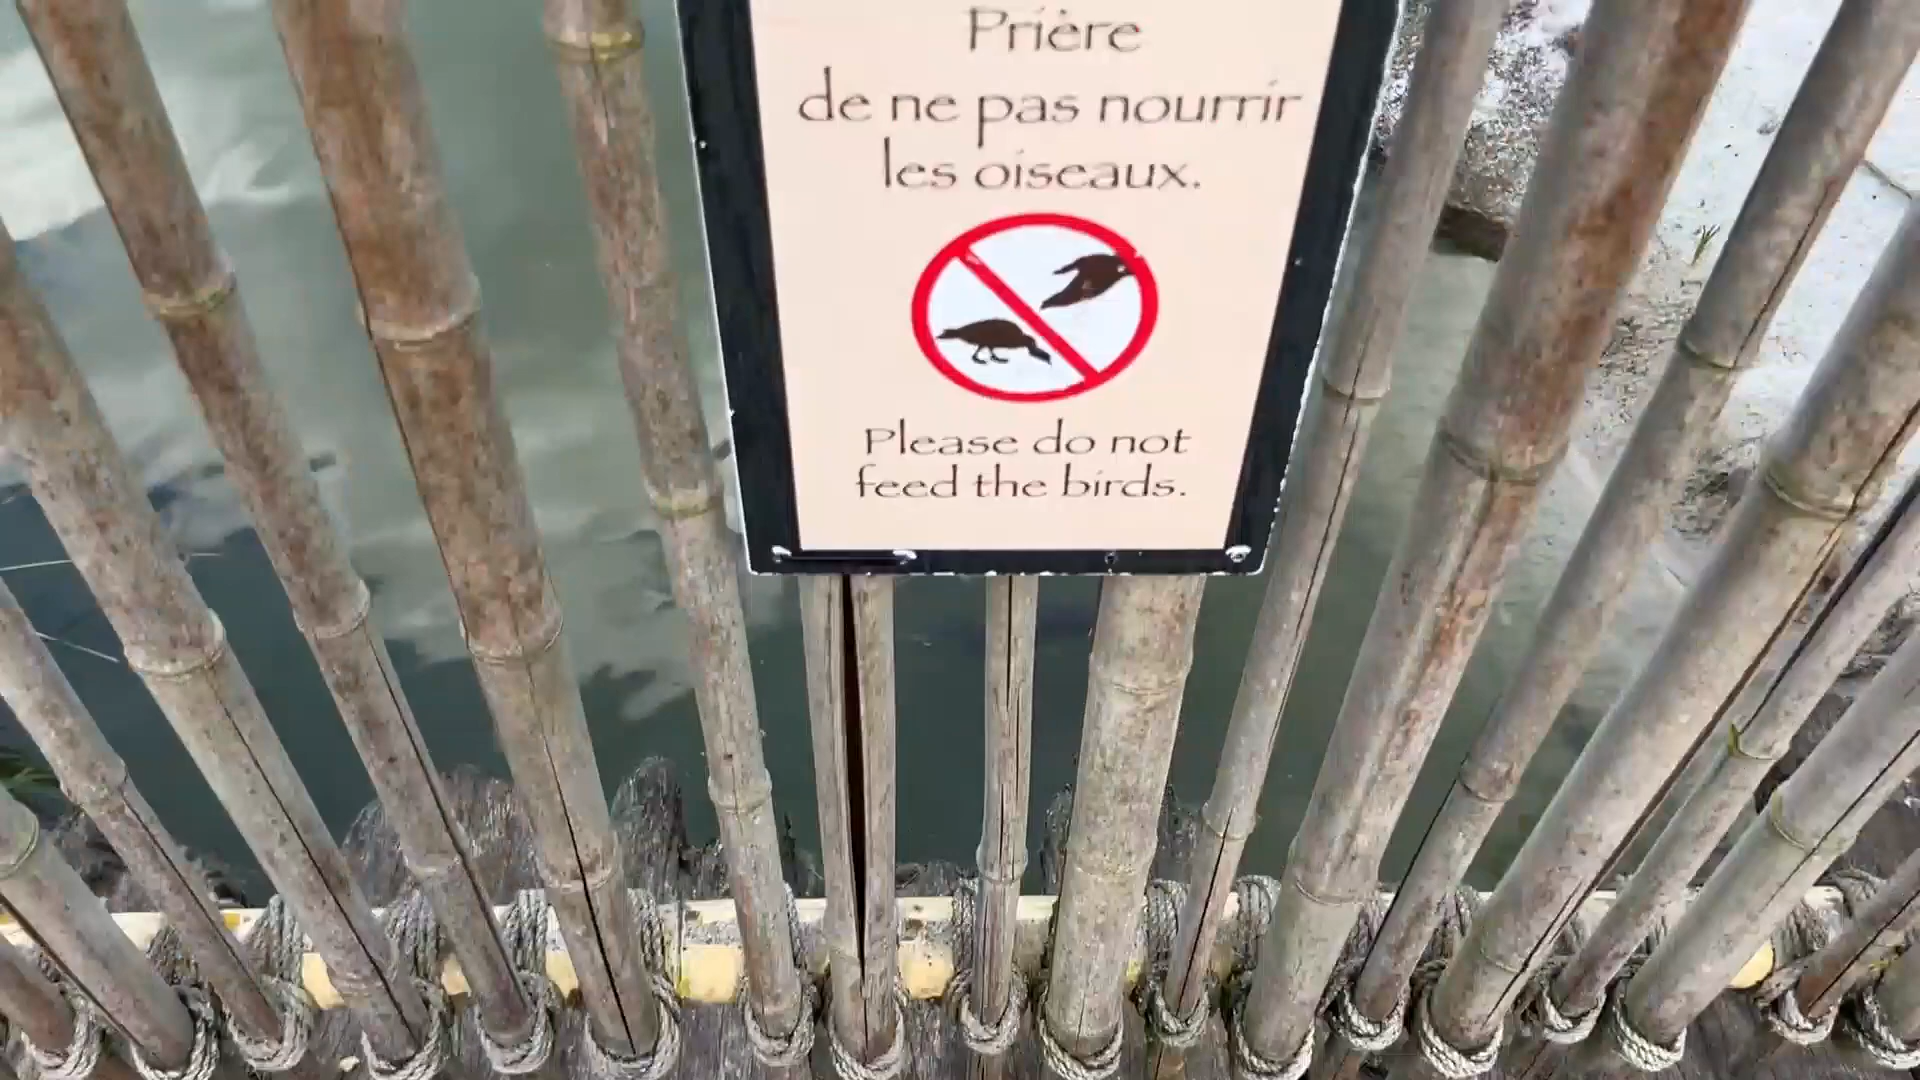 Prière
de ne pas nourrir
les oiseaux.
Please do not
feed the birds.